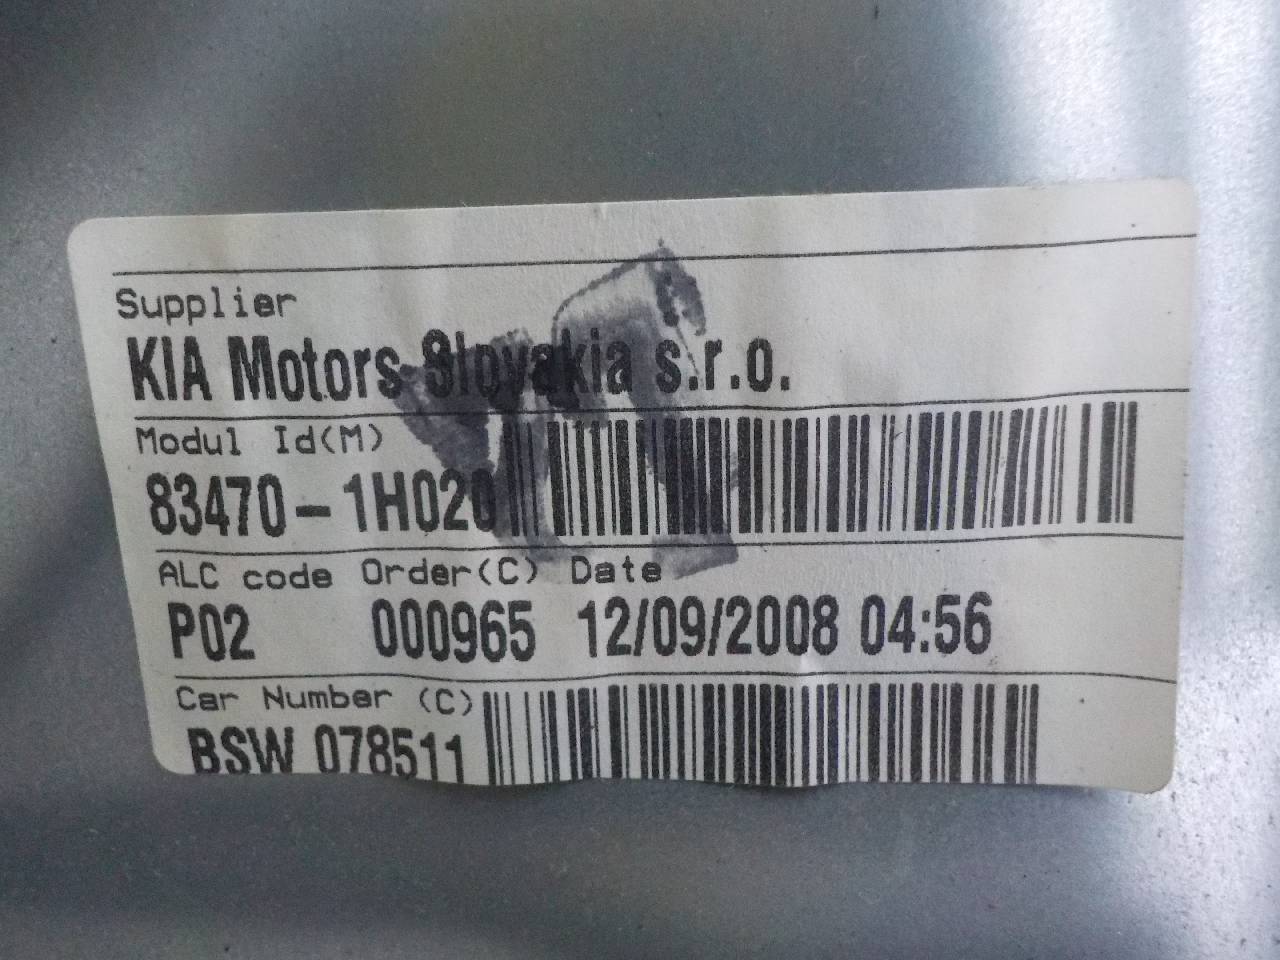 Supplier
KIA Motors Slovakia s.r.o.
Modul Id(M)
83470-1H020
ALC code Order(C) Date
P02 000965 12/09/2008 04:56
Car Number (C)
BSW 078511